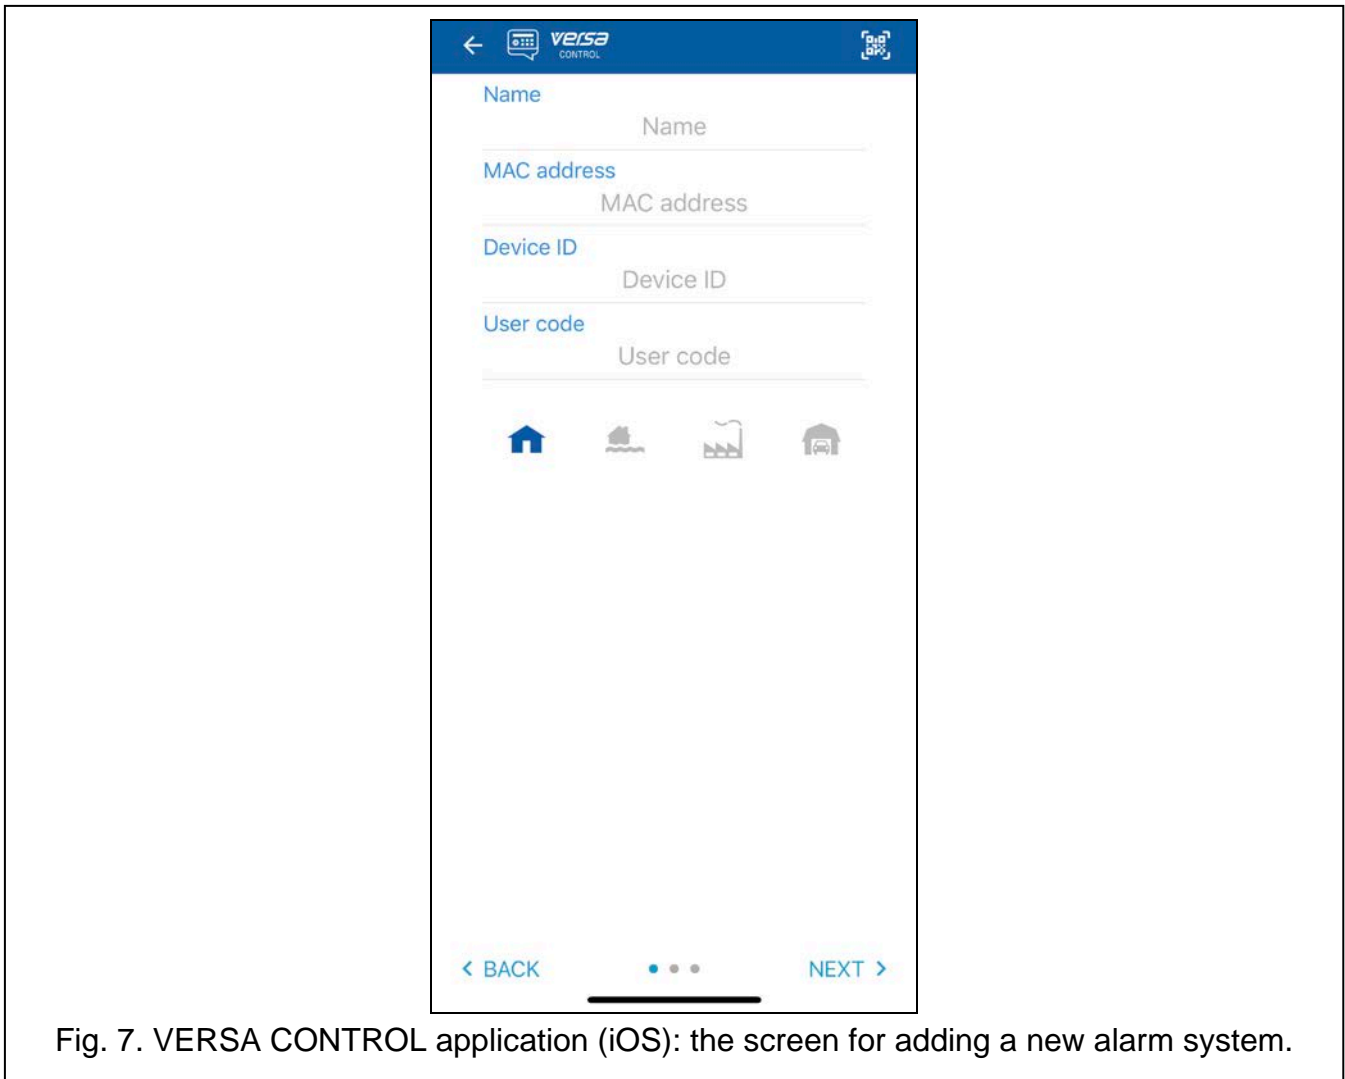 versa
CONTROL
Name
Name
MAC address
MAC address
Device ID
Device ID
User code
User code
< BACK
NEXT >
Fig. 7. VERSA CONTROL application (iOS): the screen for adding a new alarm system.